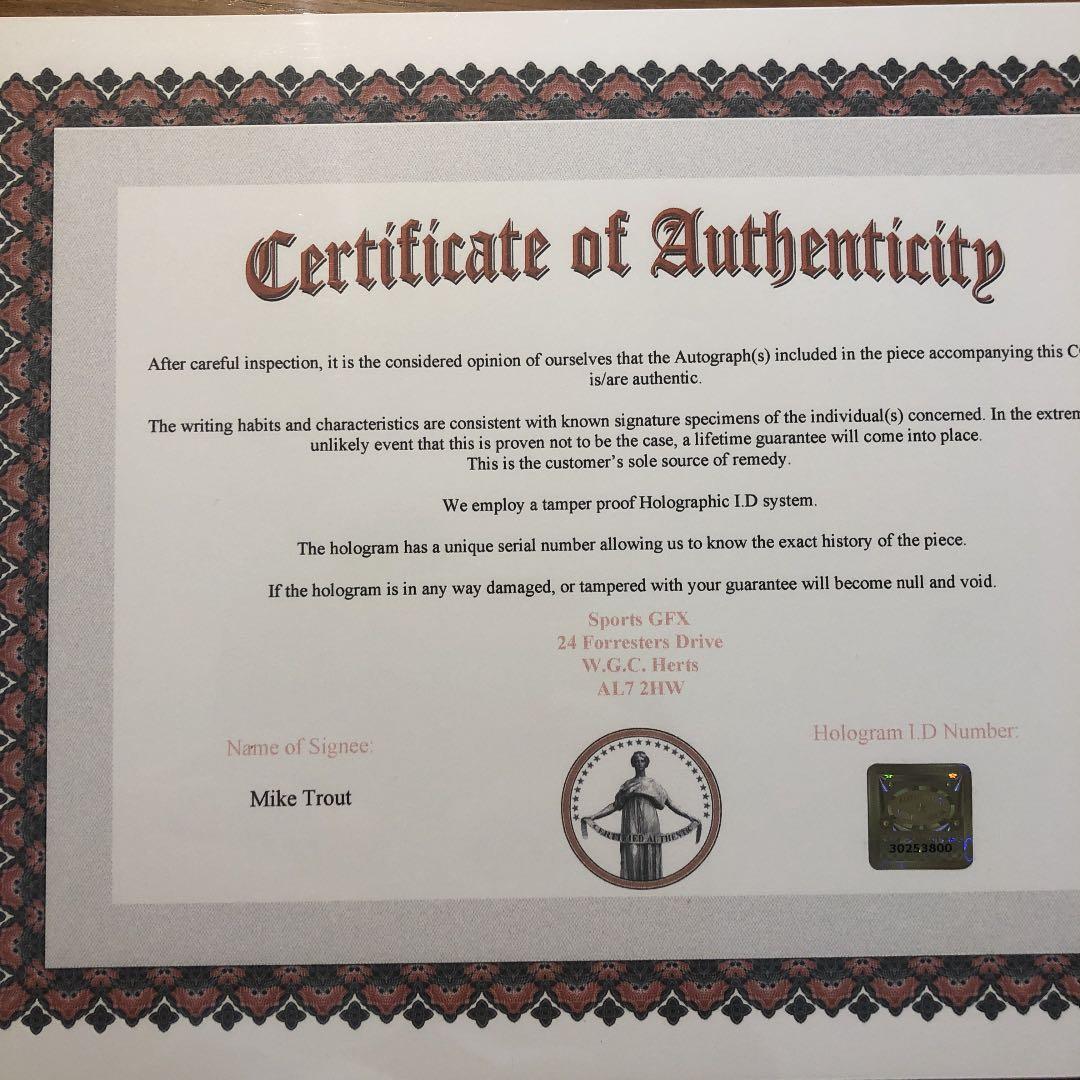 Certificate of Authenticity
After careful inspection, it is the considered opinion of ourselves that the Autograph(s) included in the piece accompanying this
is/are authentic.
The writing habits and characteristics are consistent with known signature specimens of the individual(s) concerned. In the
unlikely event that this is proven not to be the case, a lifetime guarantee will come into place.
This is the customer's sole source of remedy.
We employ a tamper proof Holographic I.D system.
The hologram has a unique serial number allowing us to know the exact history of the piece.
If the hologram is in any way damaged, or tampered with your guarantee will become null and void.
Sports GFX
24 Forresters Drive
W.G.C. Herts
AL7 2HW
Name of Signee:
Hologram I.D Number:
Mike Trout
CERTIFIED AUTHENTIC
30253800